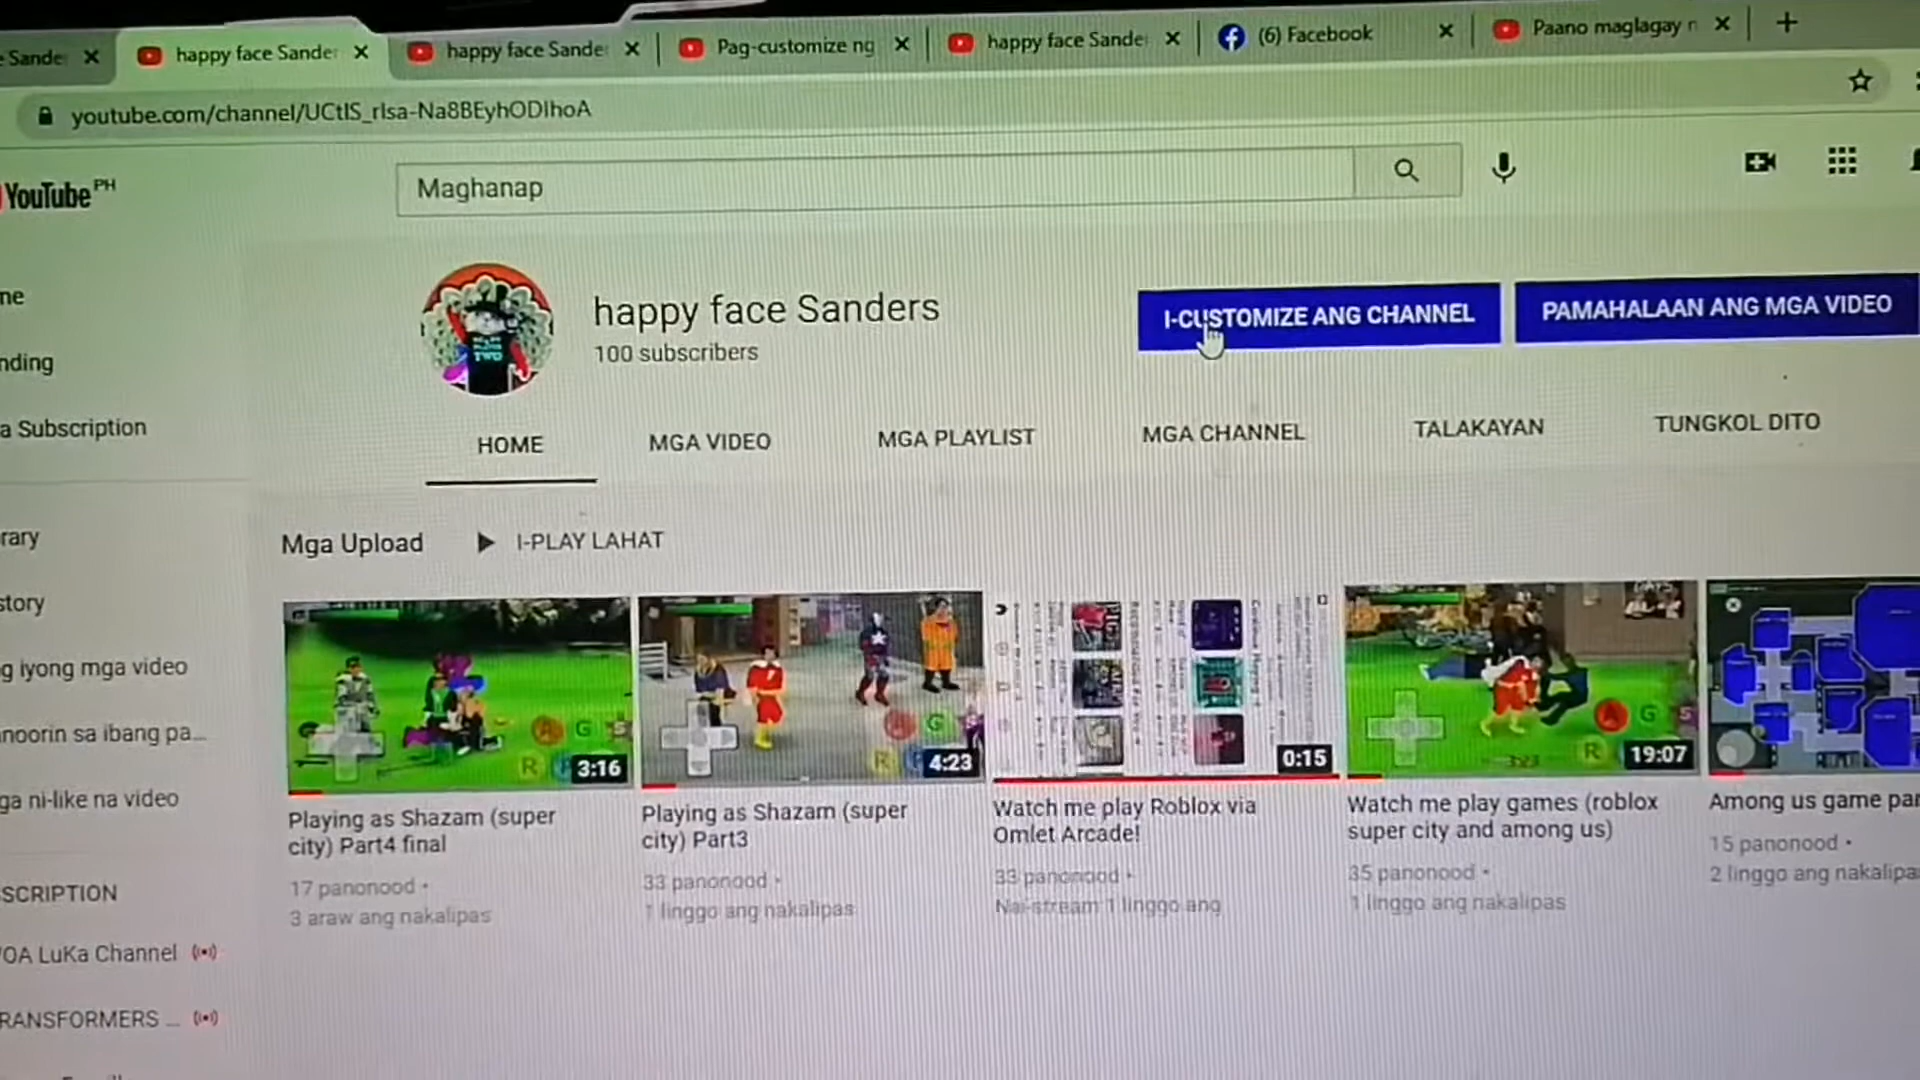 Sande
happy face Sander
happy face Sande
Pag-customize ng
happy face Sande
(6) Facebook
Paano maglagay n
youtube.com/channel/UCtIS_rIsa-Na8BEyhODIhoA
YouTube PH
Maghanap
happy face Sanders
100 subscribers
I-CUSTOMIZE ANG CHANNEL
PAMAHALAAN ANG MGA VIDEO
HOME
MGA VIDEO
MGA PLAYLIST
MGA CHANNEL
TALAKAYAN
TUNGKOL DITO
ne
nding
a Subscription
rary
story
g iyong mga video
noorin sa ibang pa...
ga ni-like na video
SCRIPTION
OA LuKa Channel
RANSFORMERS ...
Mga Upload
I-PLAY LAHAT
3:16
Playing as Shazam (super
city) Part4 final
17 panonood •
3 araw ang nakalipas
4:23
Playing as Shazam (super
city) Part3
33 panonood •
1 linggo ang nakalipas
0:15
Watch me play Roblox via
Omlet Arcade!
33 panonood •
Nai-stream 1 linggo ang
19:07
Watch me play games (roblox
super city and among us)
35 panonood •
1 linggo ang nakalipas
Among us game par
15 panonood •
2 linggo ang nakalipa